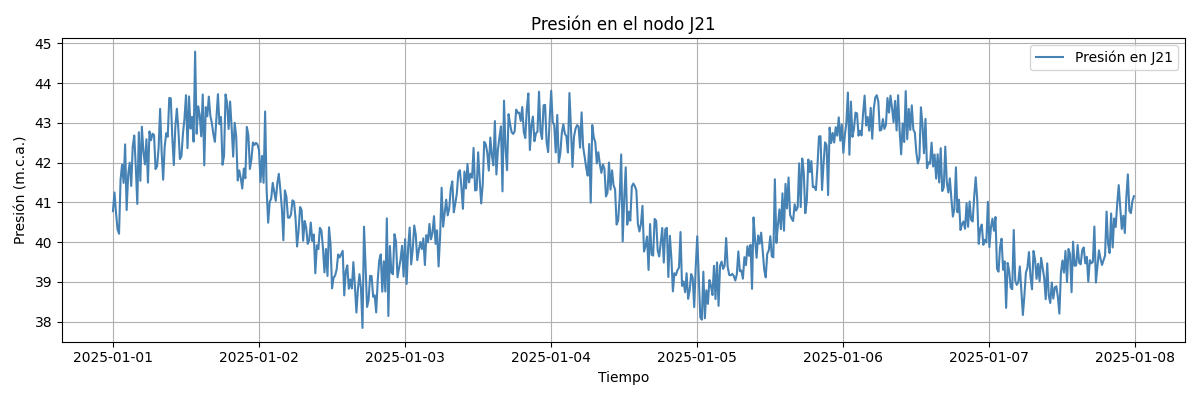 Presión en el nodo J21
Presión en J21
Presión (m.c.a.)
45
44
43
42
41
40
39
38
2025-01-01 2025-01-02 2025-01-03 2025-01-04 2025-01-05 2025-01-06 2025-01-07 2025-01-08
Tiempo